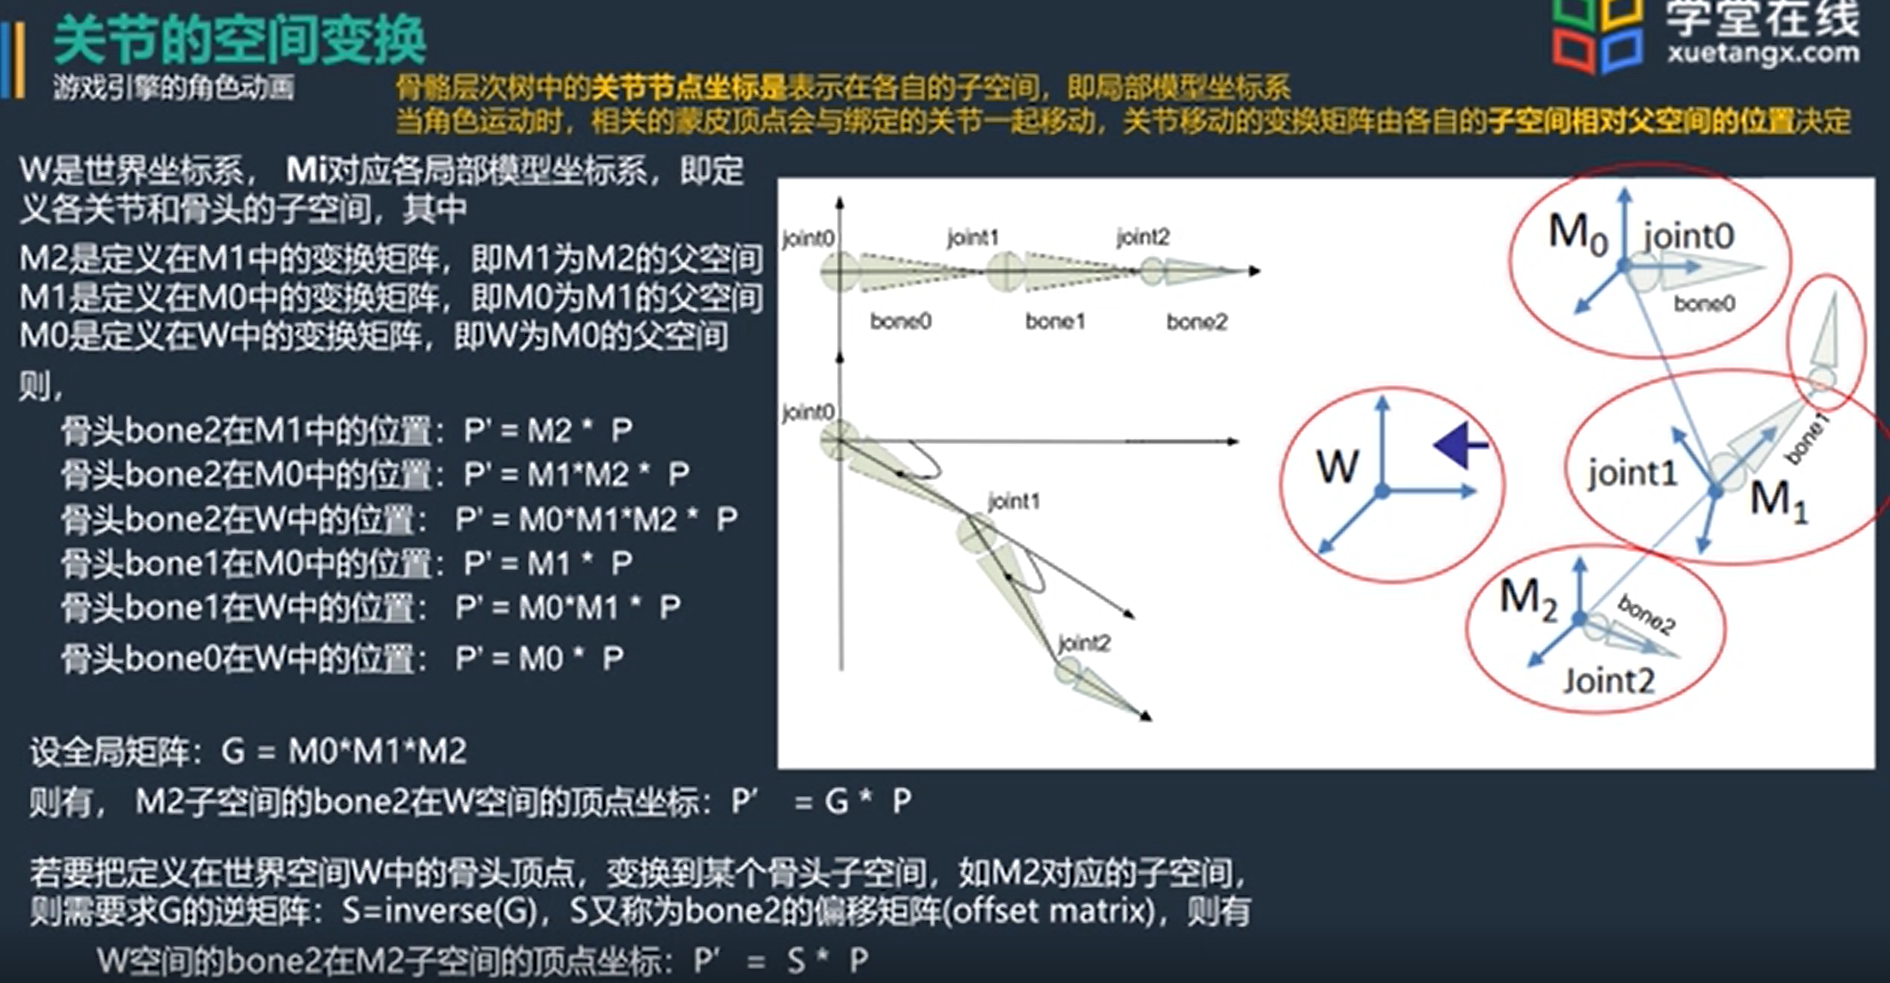 关节的空间变换
游戏引擎的角色动画
学堂在线
xuetangx.com
骨骼层次树中的关节节点坐标是表示在各自的子空间，即局部模型坐标系
当角色运动时，相关的蒙皮顶点会与绑定的关节一起移动，关节移动的变换矩阵由各自的子空间相对父空间的位置决定
W是世界坐标系， Mi对应各局部模型坐标系，即定
义各关节和骨头的子空间，其中
M2是定义在M1中的变换矩阵，即M1为M2的父空间
M1是定义在M0中的变换矩阵，即M0为M1的父空间
M0是定义在W中的变换矩阵，即W为M0的父空间
则，
骨头bone2在M1中的位置：P' = M2 * P
骨头bone2在M0中的位置：P' = M1*M2 * P
骨头bone2在W中的位置： P' = M0*M1*M2 * P
骨头bone1在M0中的位置：P' = M1 * P
骨头bone1在W中的位置： P' = M0*M1 * P
骨头bone0在W中的位置： P' = M0 * P
设全局矩阵：G = M0*M1*M2
则有， M2子空间的bone2在W空间的顶点坐标：P′ = G * P
若要把定义在世界空间W中的骨头顶点，变换到某个骨头子空间，如M2对应的子空间，
则需要求G的逆矩阵：S=inverse(G)，S又称为bone2的偏移矩阵(offset matrix)，则有
W空间的bone2在M2子空间的顶点坐标：P′ = S * P
joint0
joint1
joint2
bone0
bone1
bone2
joint0
joint1
joint2
W
M₀
joint0
bone0
bone1
joint1
M₁
M₂
bone2
Joint2